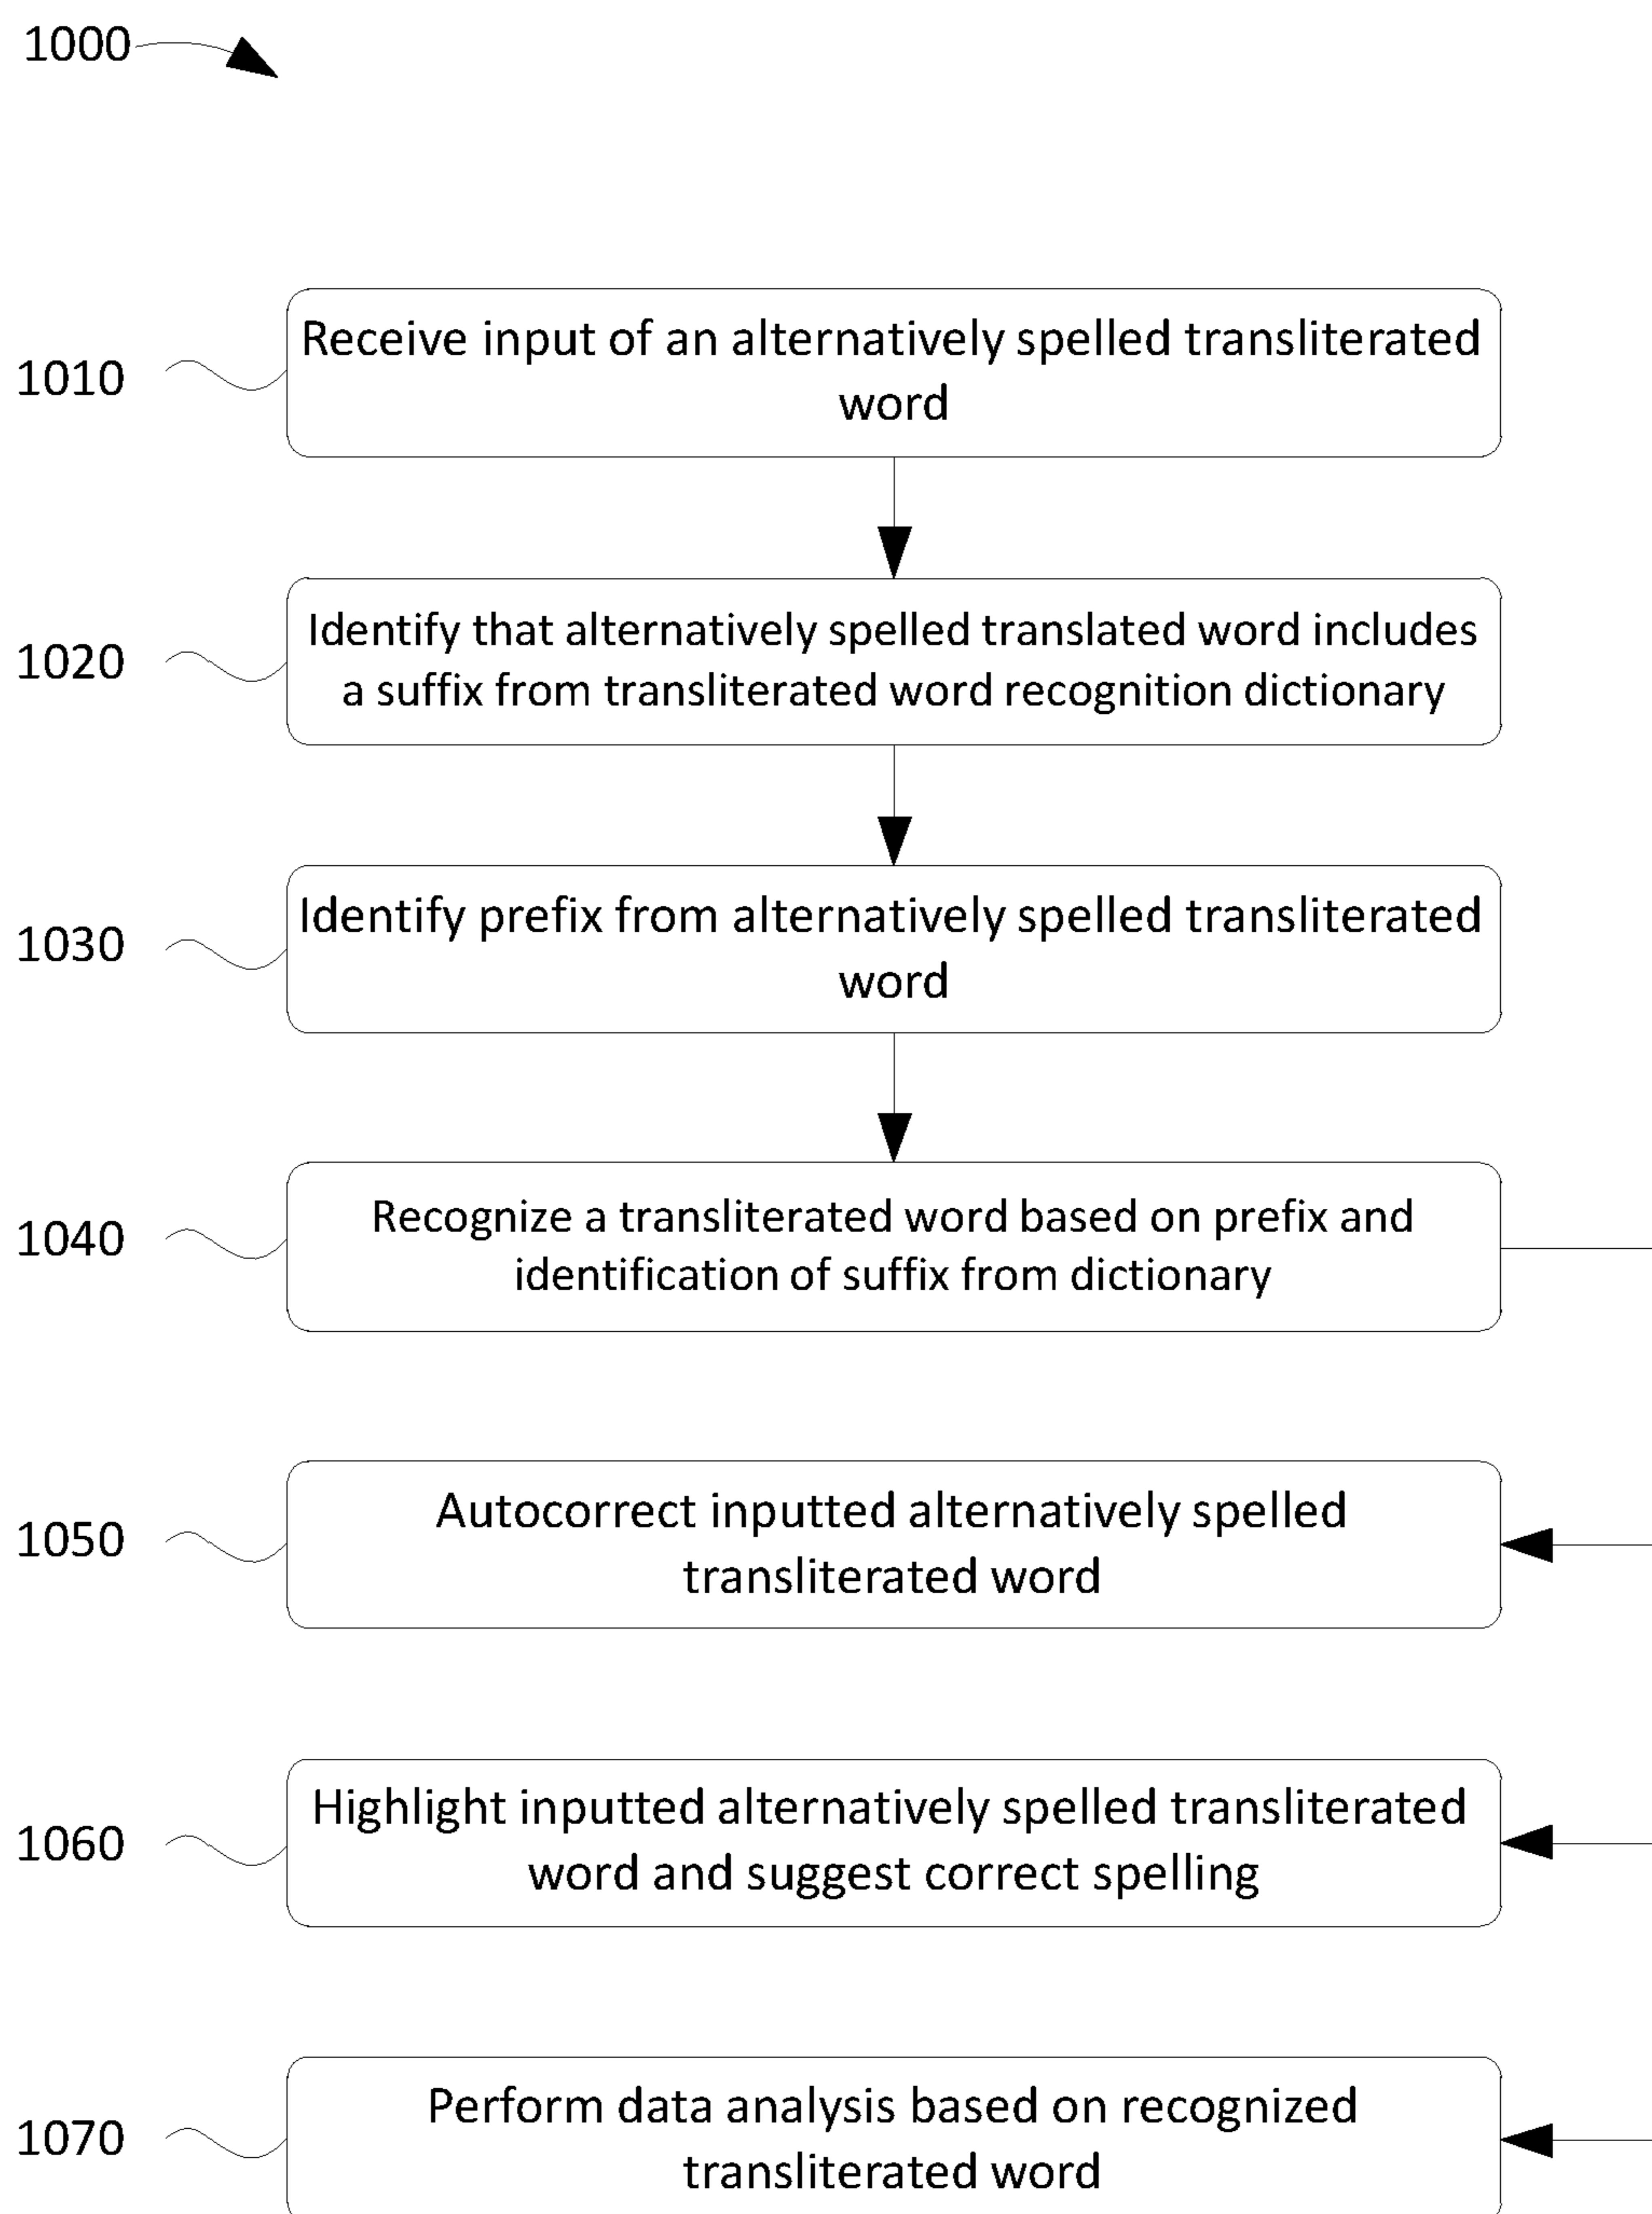 1000
1010
Receive input of an alternatively spelled transliterated
word
1020
Identify that alternatively spelled translated word includes
a suffix from transliterated word recognition dictionary
1030
Identify prefix from alternatively spelled transliterated
word
1040
Recognize a transliterated word based on prefix and
identification of suffix from dictionary
1050
Autocorrect inputted alternatively spelled
transliterated word
1060
Highlight inputted alternatively spelled transliterated
word and suggest correct spelling
1070
Perform data analysis based on recognized
transliterated word